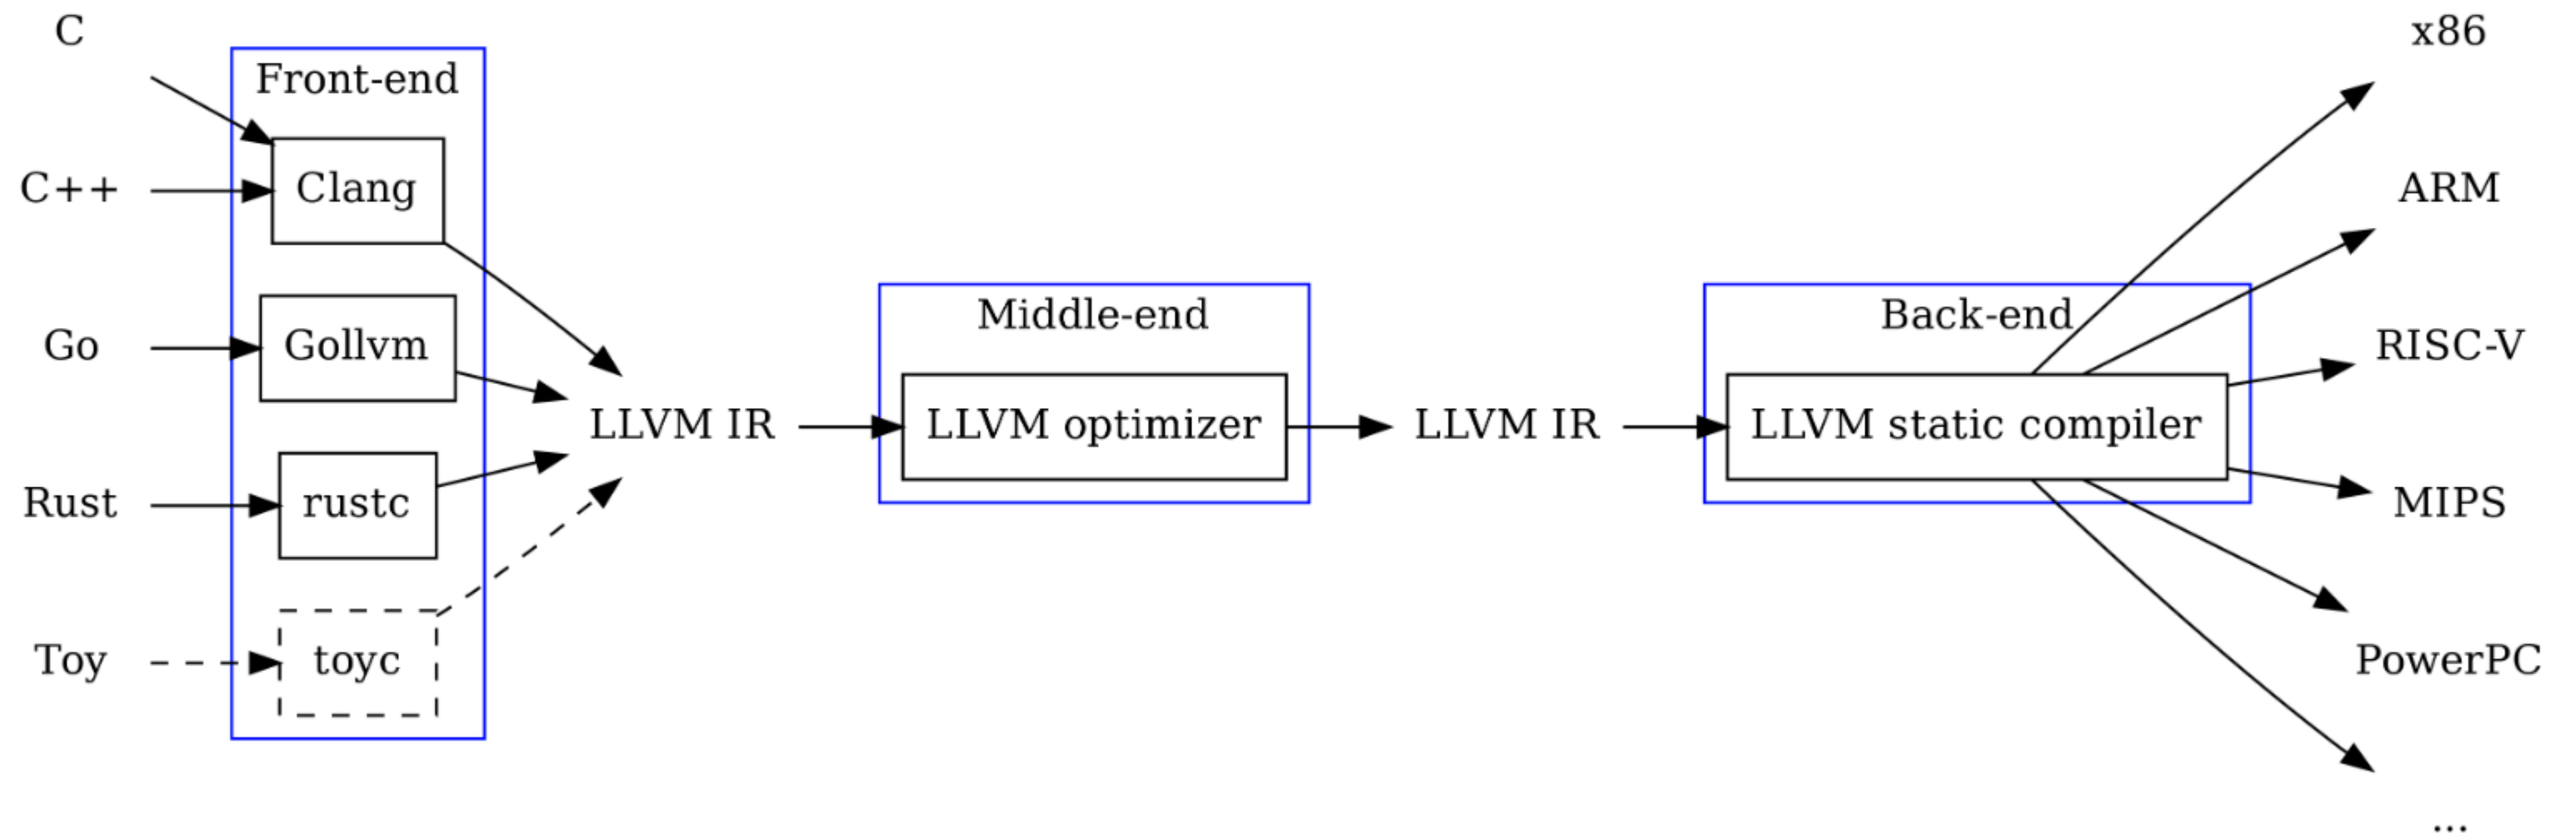 C
C++
Go
Rust
Toy
Front-end
Clang
Gollvm
rustc
toyc
LLVM IR
Middle-end
LLVM optimizer
LLVM IR
Back-end
LLVM static compiler
x86
ARM
RISC-V
MIPS
PowerPC
...